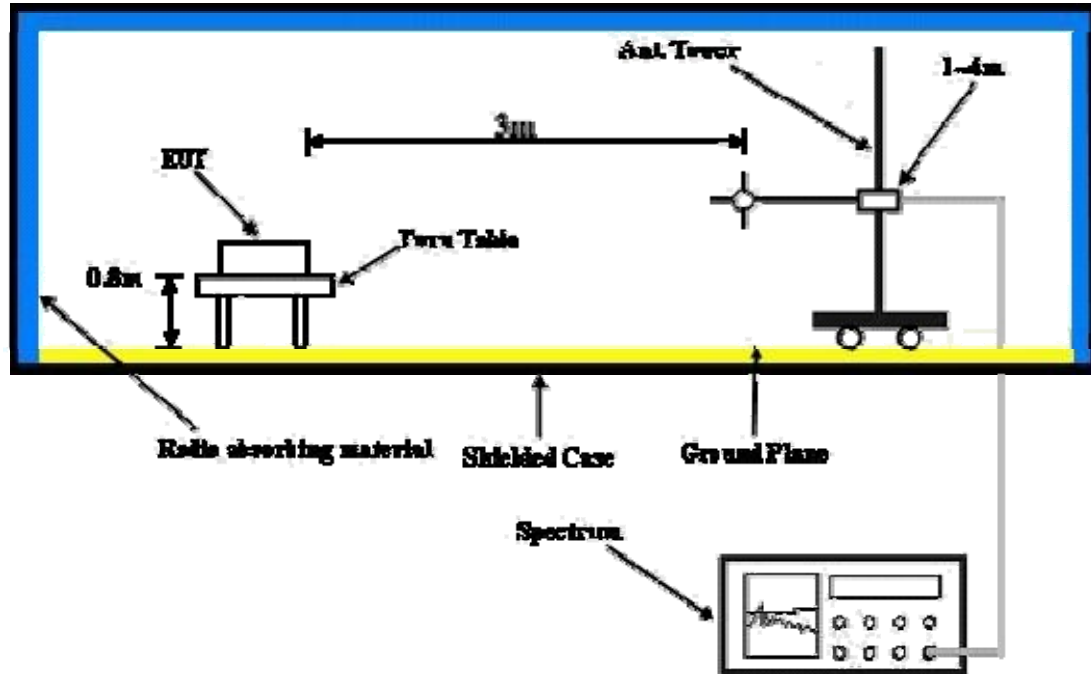 Ant. Tower
1-4m
3m
EUT
Turn Table
0.8m
Radio absorbing material
Shielded Case
Ground Plane
Spectrum